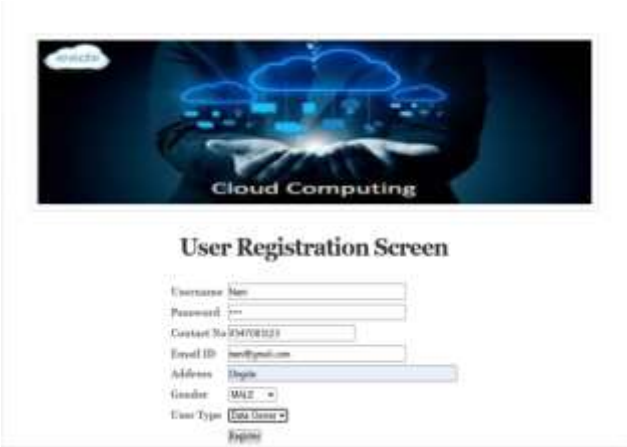 Cloud Computing
User Registration Screen
Username
Password ***
Contact No
Email ID
Address
Gender MALE
User Type Data Owner
Register